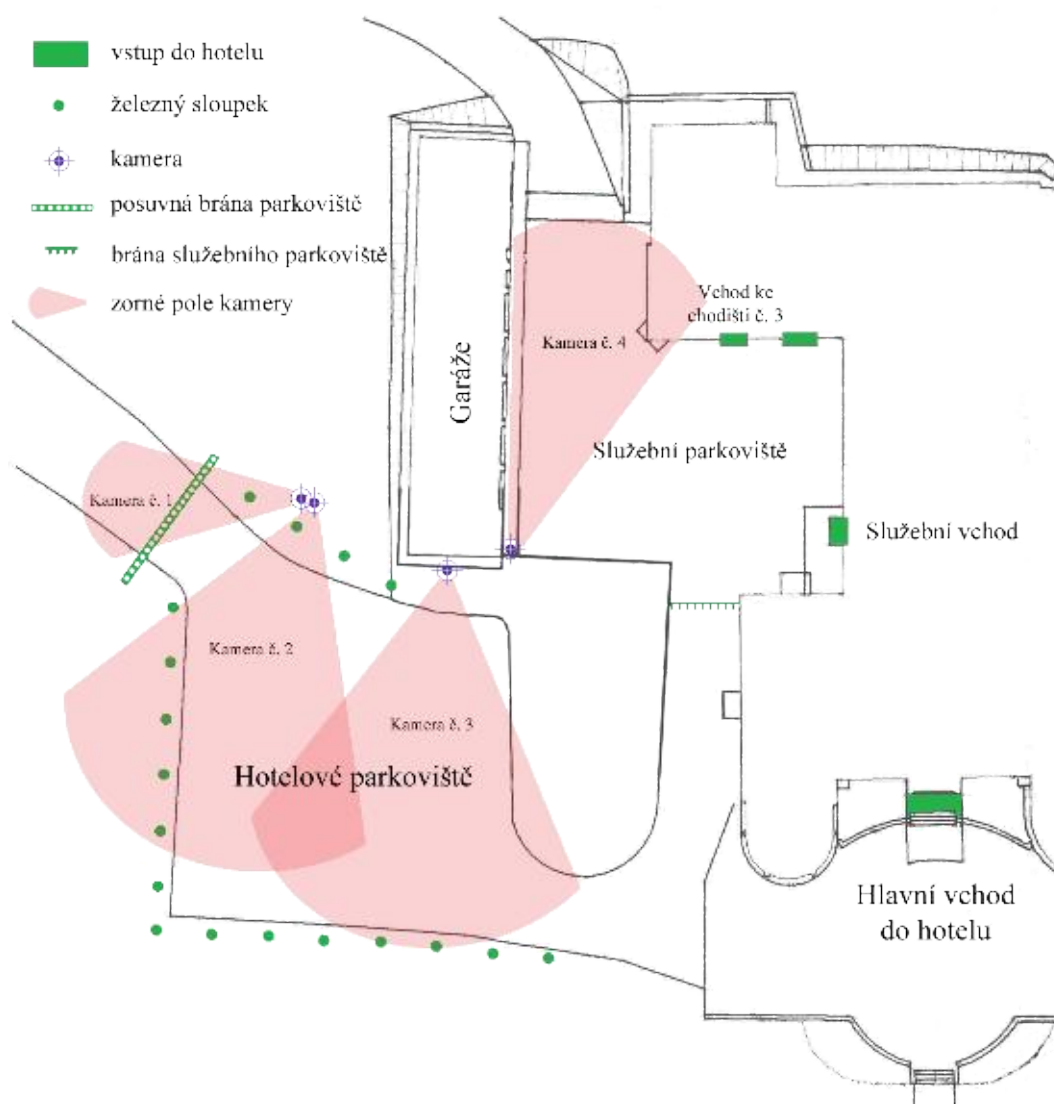 vstup do hotelu
železný sloupek
kamera
posuvná brána parkoviště
brána služebního parkoviště
zorné pole kamery
Vchod ke
chodišti č. 3
Kamera č. 4
Garáže
Služební parkoviště
Kamera č. 1
Služební vchod
Kamera č. 2
Kamera č. 3
Hotelové parkoviště
Hlavní vchod
do hotelu